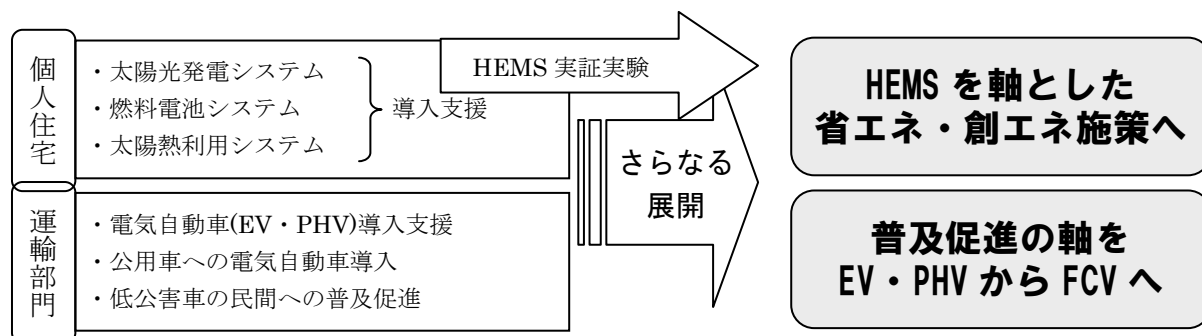 個人住宅
・太陽光発電システム
・燃料電池システム
・太陽熱利用システム
導入支援
HEMS 実証実験
運輸部門
・電気自動車(EV・PHV)導入支援
・公用車への電気自動車導入
・低公害車の民間への普及促進
さらなる
展開
HEMS を軸とした
省エネ・創エネ施策へ
普及促進の軸を
EV・PHV から FCV へ